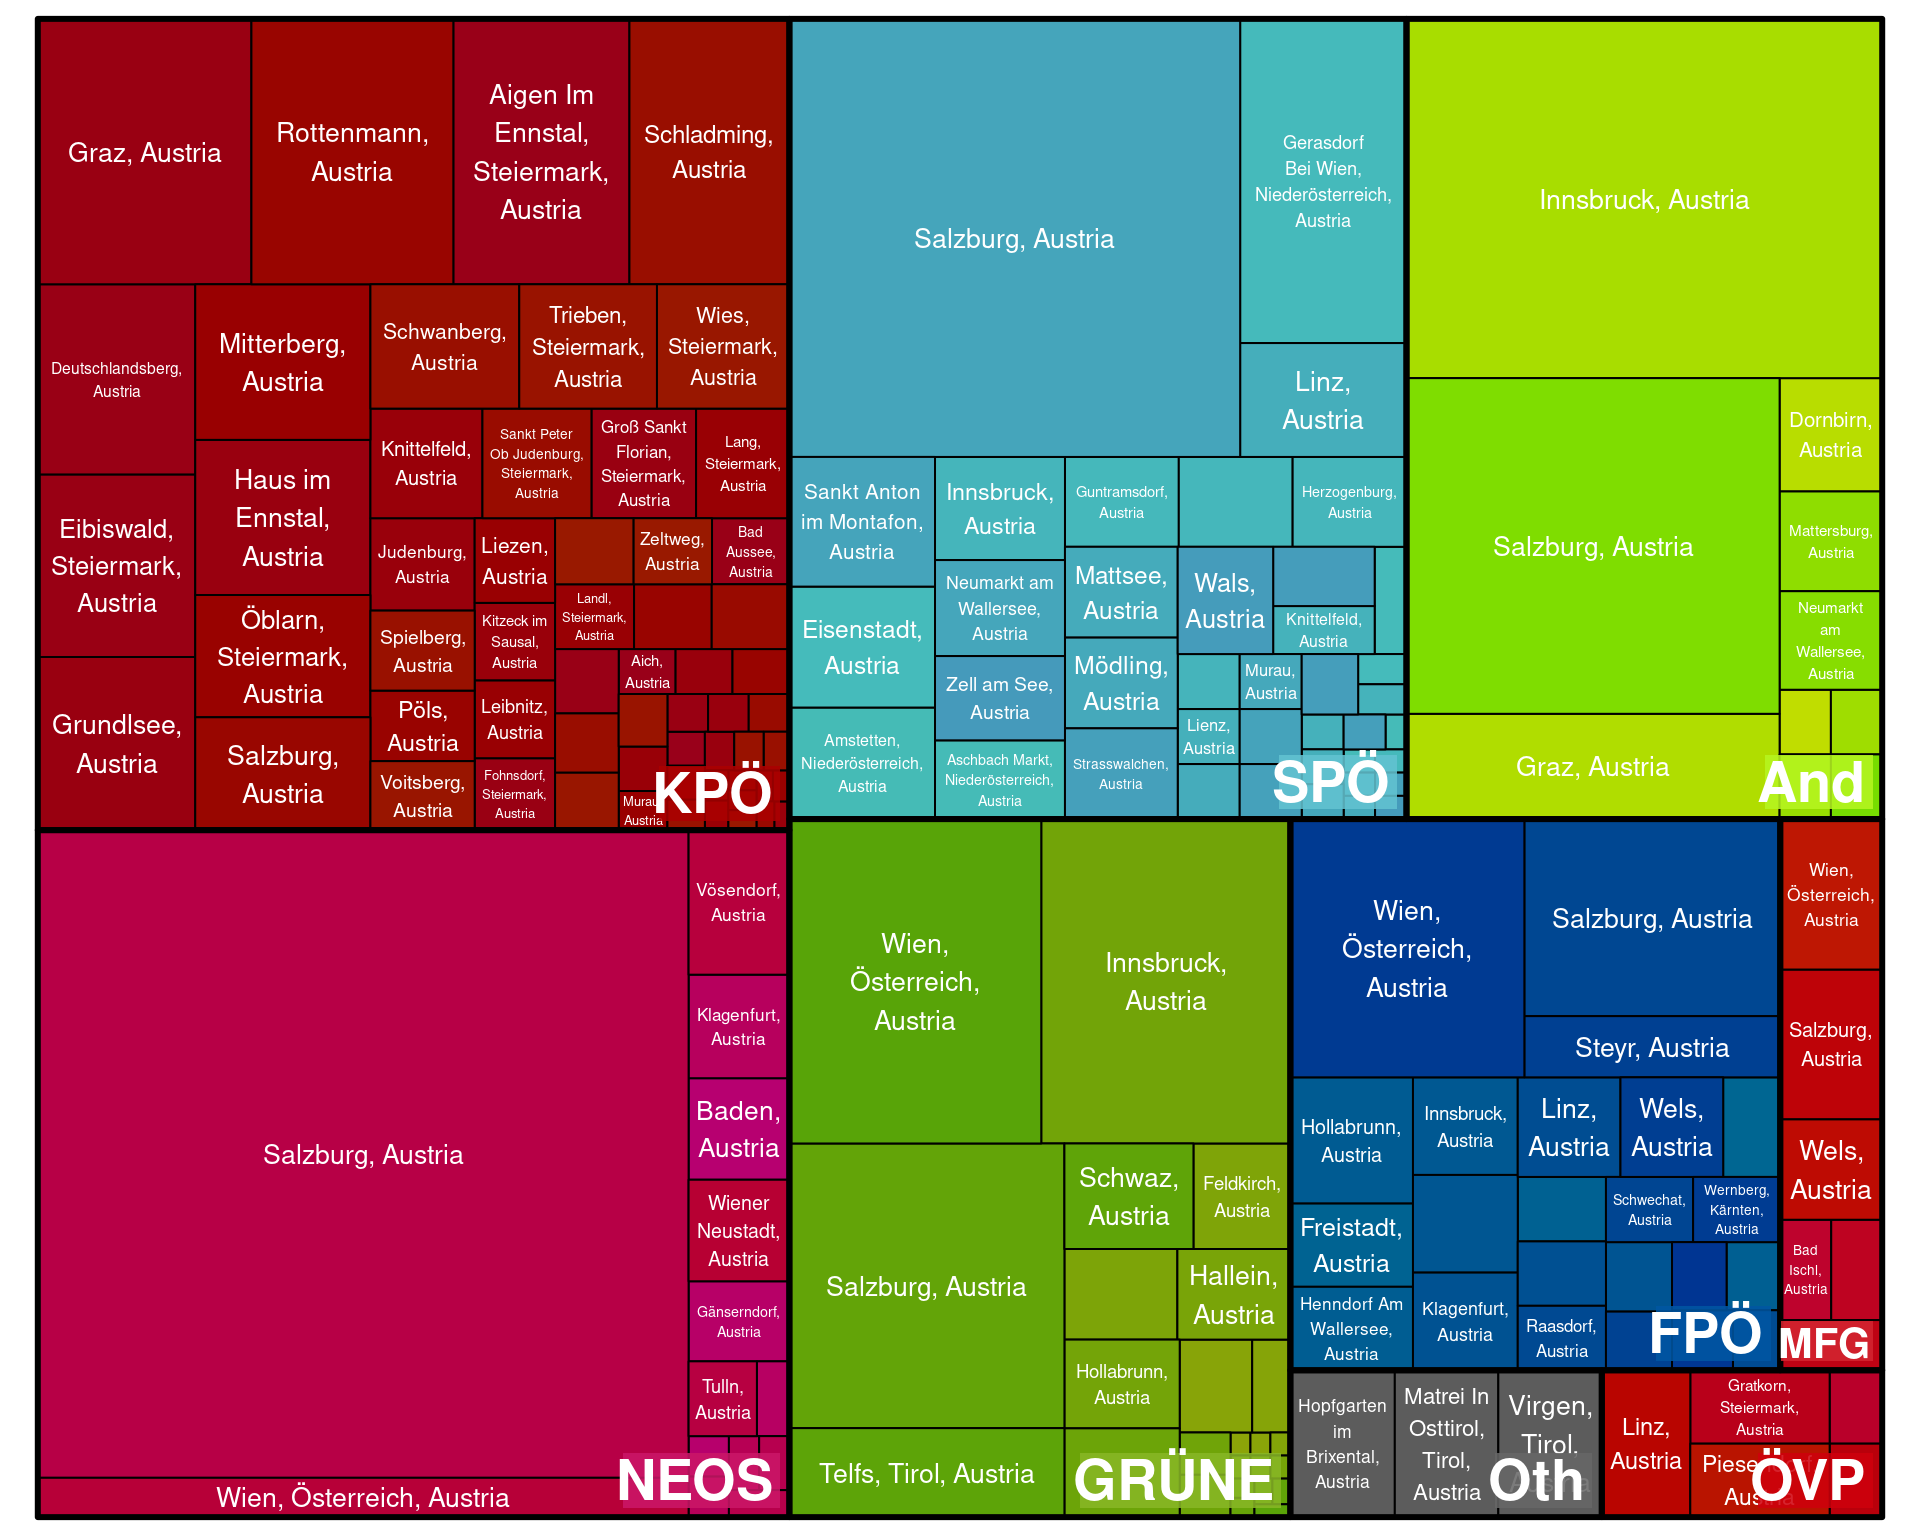 Graz, Austria
Rottenmann,
Austria
Aigen Im
Ennstal,
Steiermark,
Austria
Schladming,
Austria
Deutschlandsberg,
Austria
Eibiswald,
Steiermark,
Austria
Grundlsee,
Austria
Mitterberg,
Austria
Haus im
Ennstal,
Austria
Öblarn,
Steiermark,
Austria
Salzburg,
Austria
Schwanberg,
Austria
Trieben,
Steiermark,
Austria
Wies,
Steiermark,
Austria
Knittelfeld,
Austria
Sankt Peter
Ob Judenburg,
Steiermark,
Austria
Groß Sankt
Florian,
Steiermark,
Austria
Lang,
Steiermark,
Austria
Judenburg,
Austria
Spielberg,
Austria
Pöls,
Austria
Voitsberg,
Austria
Liezen,
Austria
Kitzeck im
Sausal,
Austria
Leibnitz,
Austria
Fohnsdorf,
Steiermark,
Austria
Zeltweg,
Austria
Bad
Aussee,
Austria
Landl,
Steiermark,
Austria
Aich,
Austria
Murau,
Austria
KPÖ
Salzburg, Austria
Gerasdorf
Bei Wien,
Niederösterreich,
Austria
Linz,
Austria
Sankt Anton
im Montafon,
Austria
Eisenstadt,
Austria
Amstetten,
Niederösterreich,
Austria
Innsbruck,
Austria
Neumarkt am
Wallersee,
Austria
Zell am See,
Austria
Aschbach Markt,
Niederösterreich,
Austria
Guntramsdorf,
Austria
Herzogenburg,
Austria
Mattsee,
Austria
Mödling,
Austria
Strasswalchen,
Austria
Wals,
Austria
Knittelfeld,
Austria
Murau,
Austria
Lienz,
Austria
SPÖ
Innsbruck, Austria
Salzburg, Austria
Graz, Austria
Dornbirn,
Austria
Mattersburg,
Austria
Neumarkt
am
Wallersee,
Austria
And
Salzburg, Austria
Wien, Österreich, Austria
Vösendorf,
Austria
Klagenfurt,
Austria
Baden,
Austria
Wiener
Neustadt,
Austria
Gänserndorf,
Austria
Tulln,
Austria
NEOS
Wien,
Österreich,
Austria
Innsbruck,
Austria
Salzburg, Austria
Telfs, Tirol, Austria
Schwaz,
Austria
Feldkirch,
Austria
Hallein,
Austria
Hollabrunn,
Austria
GRÜNE
Wien,
Österreich,
Austria
Salzburg, Austria
Steyr, Austria
Hollabrunn,
Austria
Freistadt,
Austria
Henndorf Am
Wallersee,
Austria
Innsbruck,
Austria
Klagenfurt,
Austria
Linz,
Austria
Wels,
Austria
Schwechat,
Austria
Wernberg,
Kärnten,
Austria
Raasdorf,
Austria
FPÖ
Wien,
Österreich,
Austria
Salzburg,
Austria
Wels,
Austria
Bad
Ischl,
Austria
MFG
Hopfgarten
im
Brixental,
Austria
Matrei In
Osttirol,
Tirol,
Austria
Virgen,
Tirol,
Austria
Oth
Linz,
Austria
Gratkorn,
Steiermark,
Austria
Austria
ÖVP